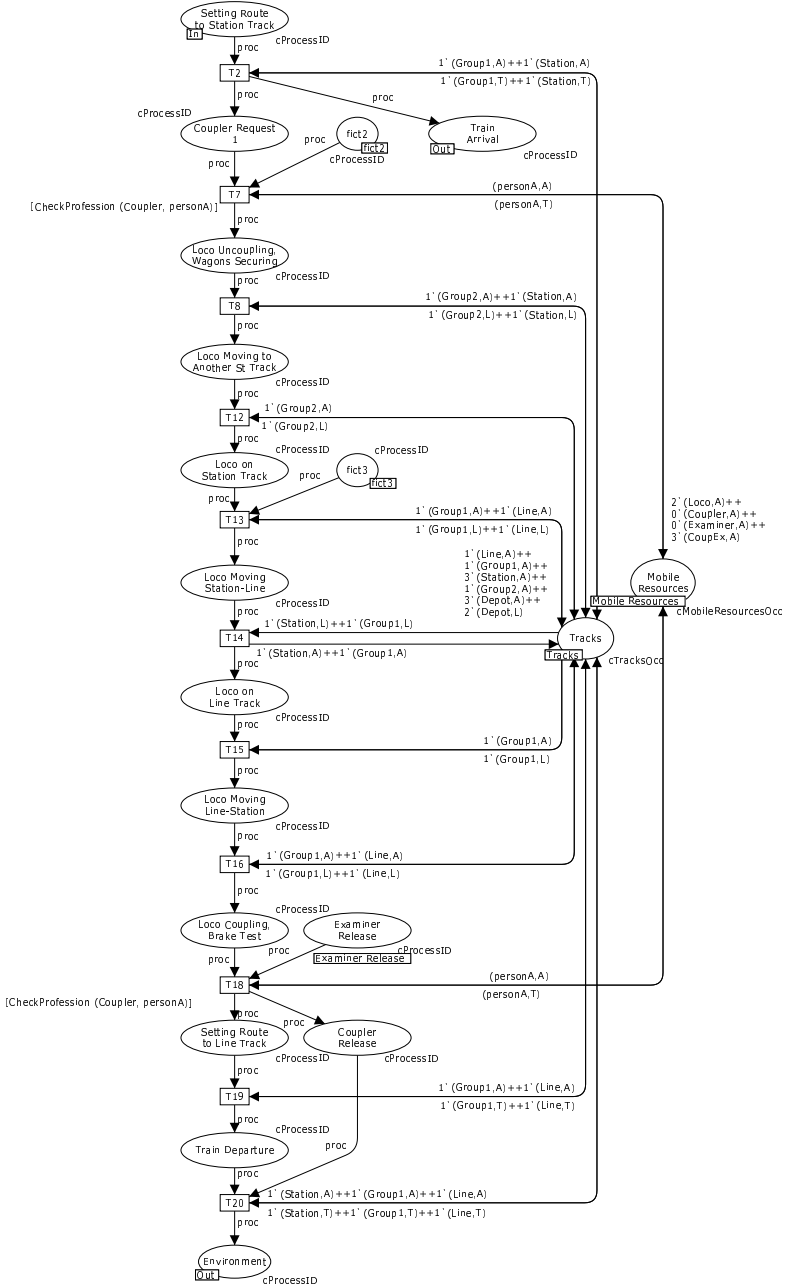 Setting Route
to Station Track
In
cProcessID
proc
T2
1`(Group1,A)++1`(Station,A)
1`(Group1,T)++1`(Station,T)
proc
proc
cProcessID
Coupler Request
1
fict2
fict2
cProcessID
Train
Arrival
Out
cProcessID
proc
proc
T7
[CheckProfession (Coupler, personA)]
(personA,A)
(personA,T)
proc
Loco Uncoupling,
Wagons Securing
cProcessID
proc
T8
1`(Group2,A)++1`(Station,A)
1`(Group2,L)++1`(Station,L)
proc
Loco Moving to
Another St Track
cProcessID
proc
T12
1`(Group2,A)
1`(Group2,L)
proc
cProcessID
Loco on
Station Track
fict3
fict3
cProcessID
proc
proc
T13
1`(Group1,A)++1`(Line,A)
1`(Group1,L)++1`(Line,L)
proc
2`(Loco,A)++
0`(Coupler,A)++
0`(Examiner,A)++
3`(CoupEx,A)
Loco Moving
Station-Line
cProcessID
1`(Line,A)++
1`(Group1,A)++
3`(Station,A)++
1`(Group2,A)++
3`(Depot,A)++
2`(Depot,L)
Mobile
Resources
Mobile Resources
cMobileResourcesOcc
proc
T14
1`(Station,L)++1`(Group1,L)
1`(Station,A)++1`(Group1,A)
Tracks
Tracks
cTracksOcc
proc
Loco on
Line Track
cProcessID
proc
T15
1`(Group1,A)
1`(Group1,L)
proc
Loco Moving
Line-Station
cProcessID
proc
T16
1`(Group1,A)++1`(Line,A)
1`(Group1,L)++1`(Line,L)
proc
cProcessID
Loco Coupling,
Brake Test
Examiner
Release
Examiner Release
cProcessID
proc
proc
T18
[CheckProfession (Coupler, personA)]
(personA,A)
(personA,T)
proc
proc
Setting Route
to Line Track
cProcessID
Coupler
Release
cProcessID
proc
T19
1`(Group1,A)++1`(Line,A)
1`(Group1,T)++1`(Line,T)
proc
cProcessID
Train Departure
proc
proc
T20
1`(Station,A)++1`(Group1,A)++1`(Line,A)
1`(Station,T)++1`(Group1,T)++1`(Line,T)
proc
Environment
Out
cProcessID